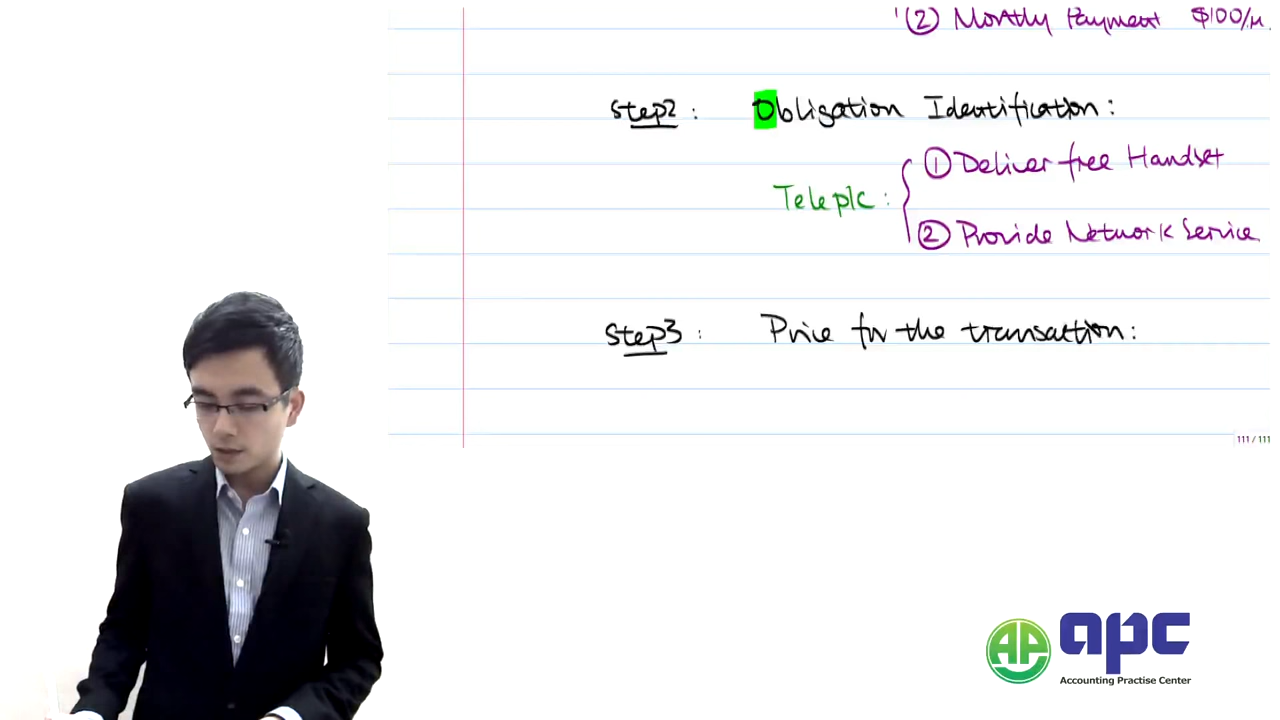 (2) Monthly Payment $100/M.
Step2: Obligation Identification:
① Deliver free Handset
Teleplc:
② Provide Network Service
Step3: Price for the transaction:
111 / 111
AP apc
Accounting Practise Center